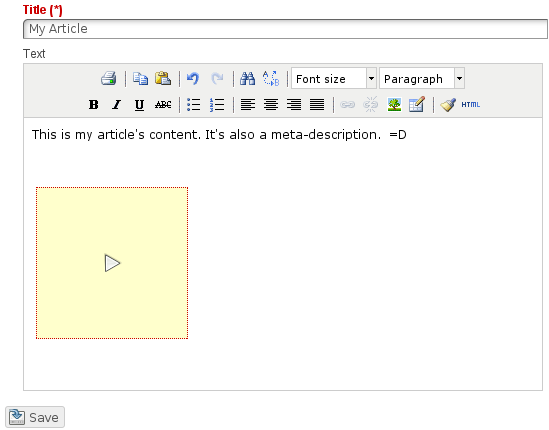 Title (*)
My Article
Text
Font size Paragraph
B I U ABC HTML
This is my article's content. It's also a meta-description. =D
Save